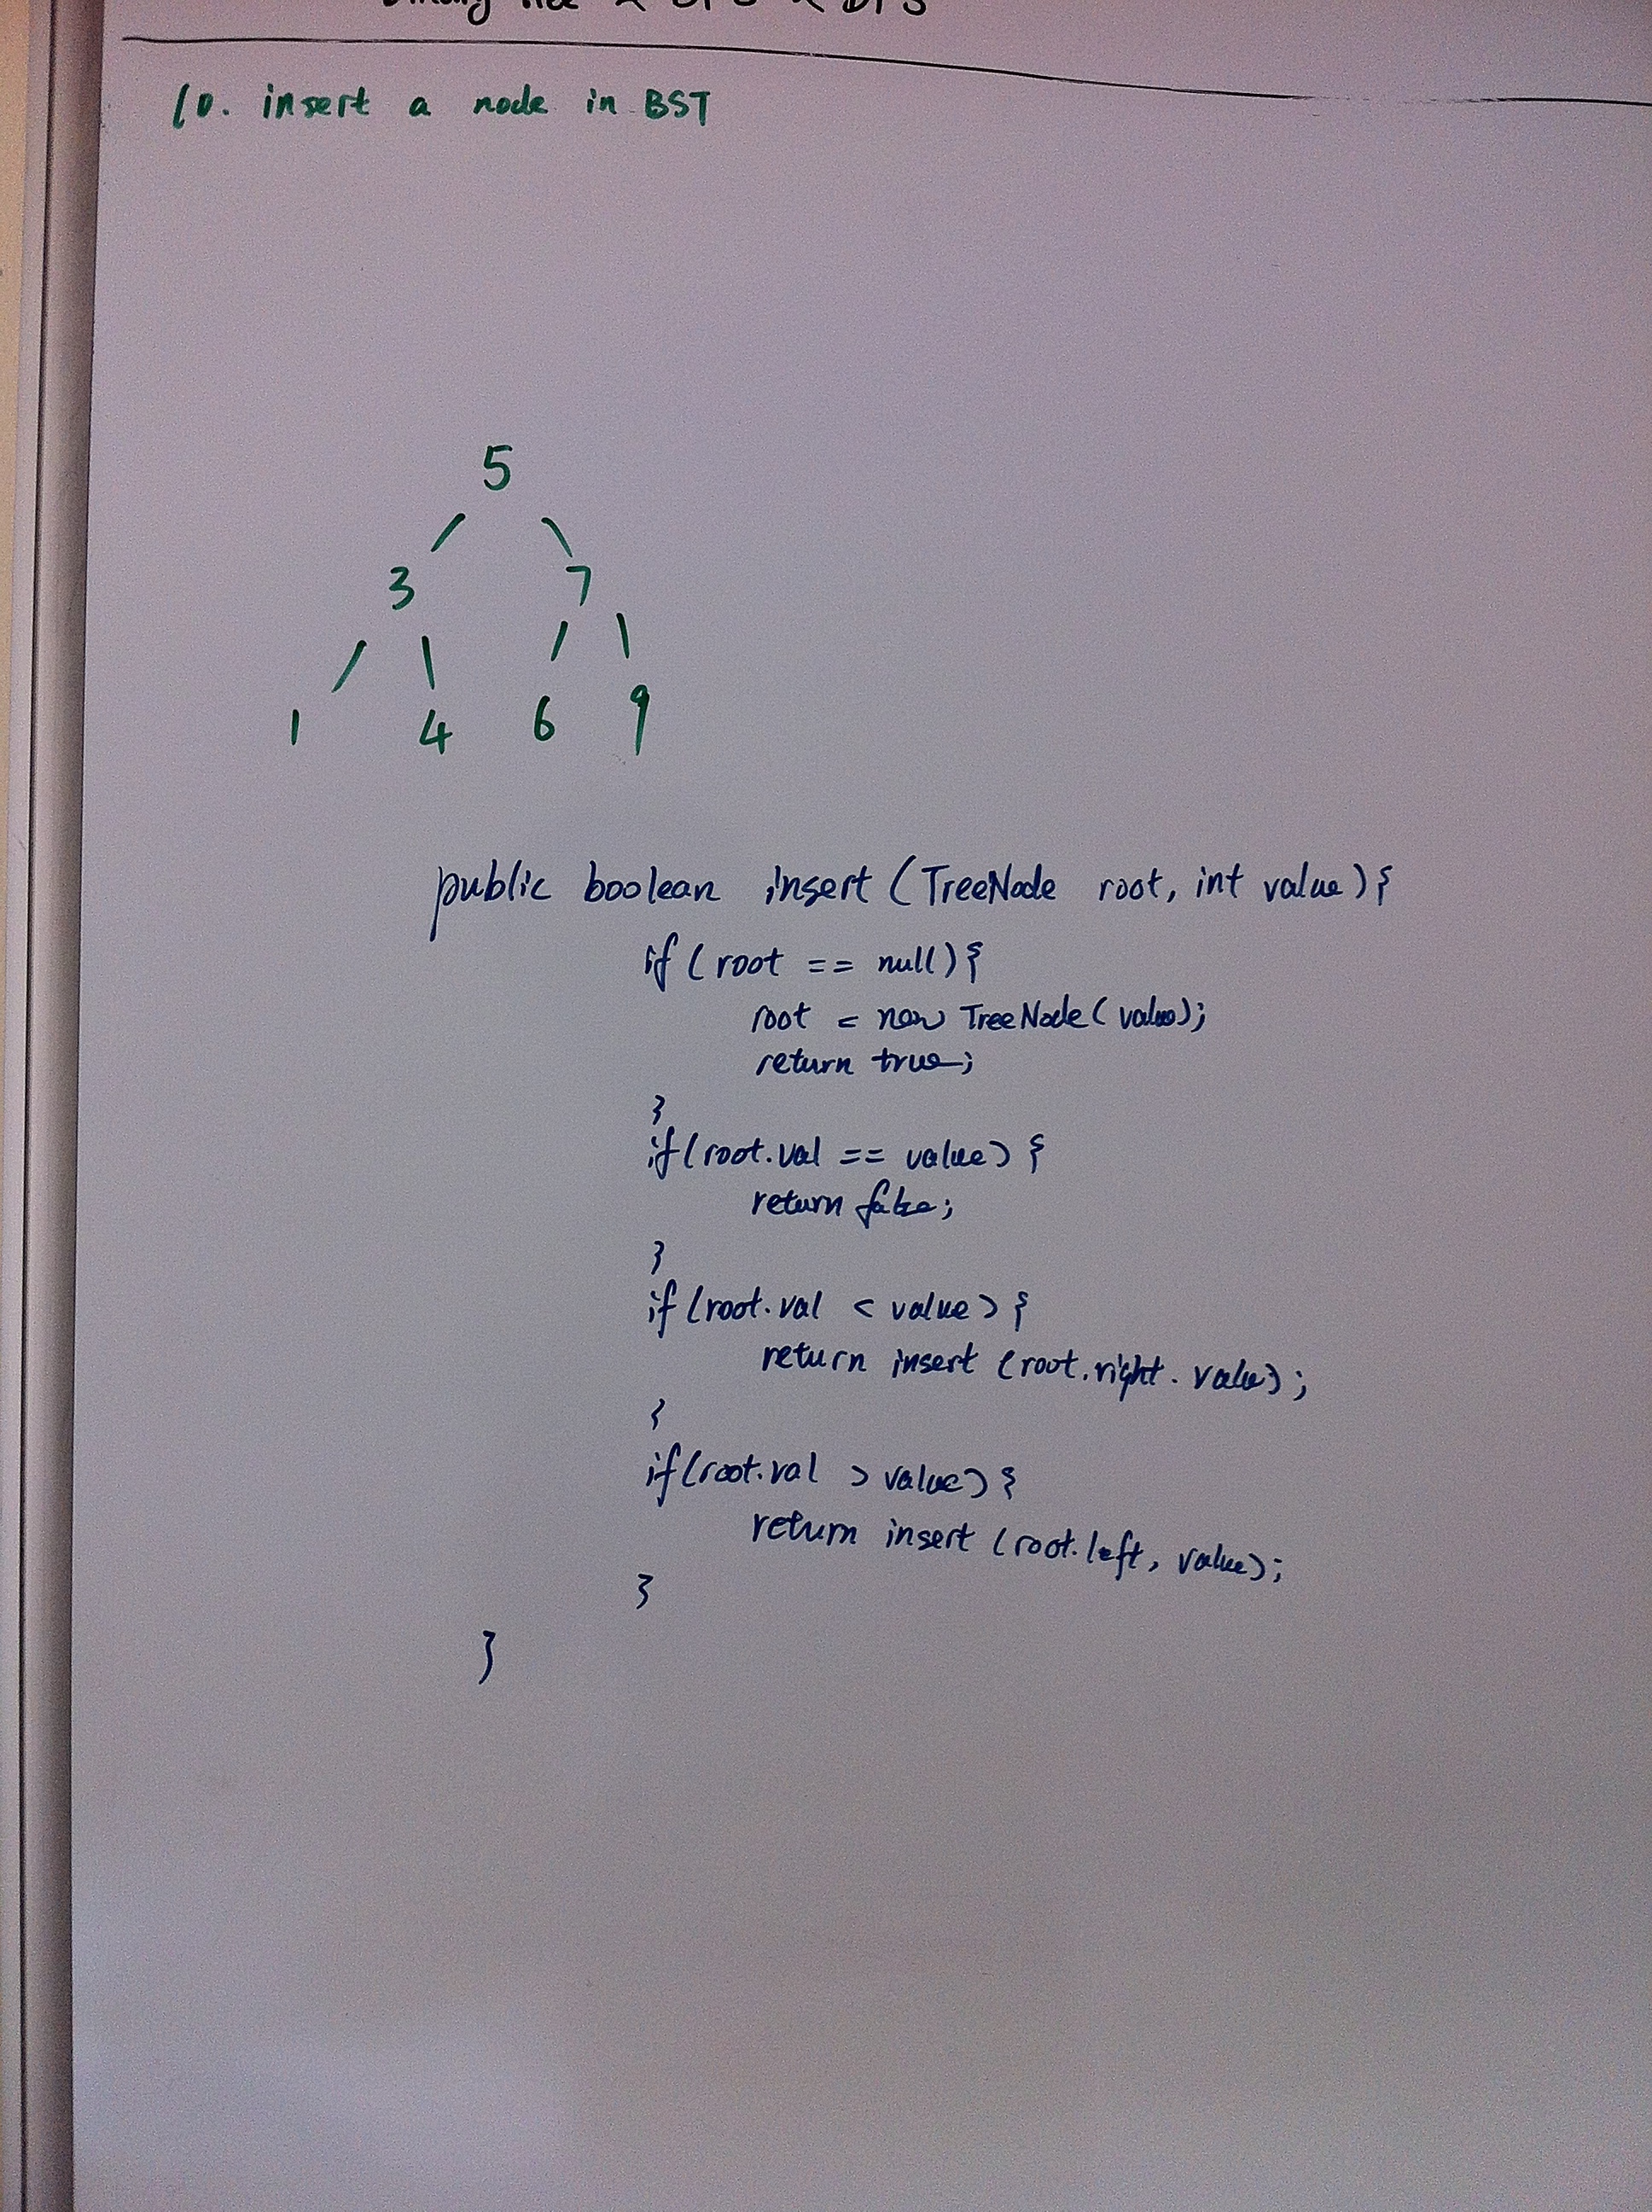 10. insert a node in BST
5
3 7
1 4 6 9
public boolean insert (TreeNode root, int value){
if (root == null){
root = new TreeNode(value);
return true;
}
if(root.val == value){
return false;
}
if(root.val < value){
return insert (root.right. value);
}
if(root.val > value){
return insert (root.left, value);
}
}